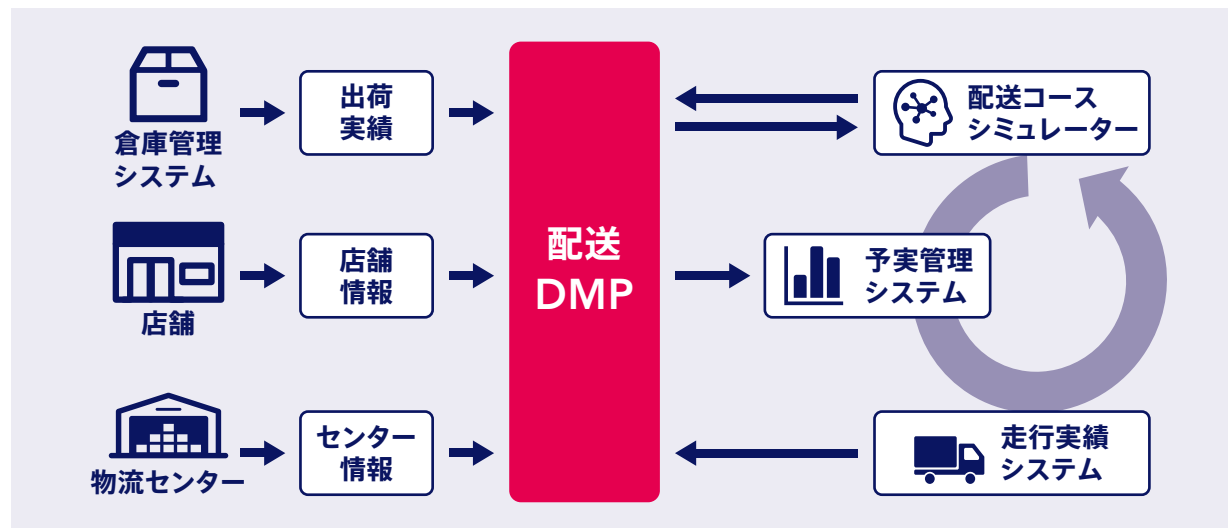 倉庫管理
システム
出荷
実績
店舗
店舗
情報
物流センター
センター
情報
配送
DMP
配送コース
シミュレーター
予実管理
システム
走行実績
システム